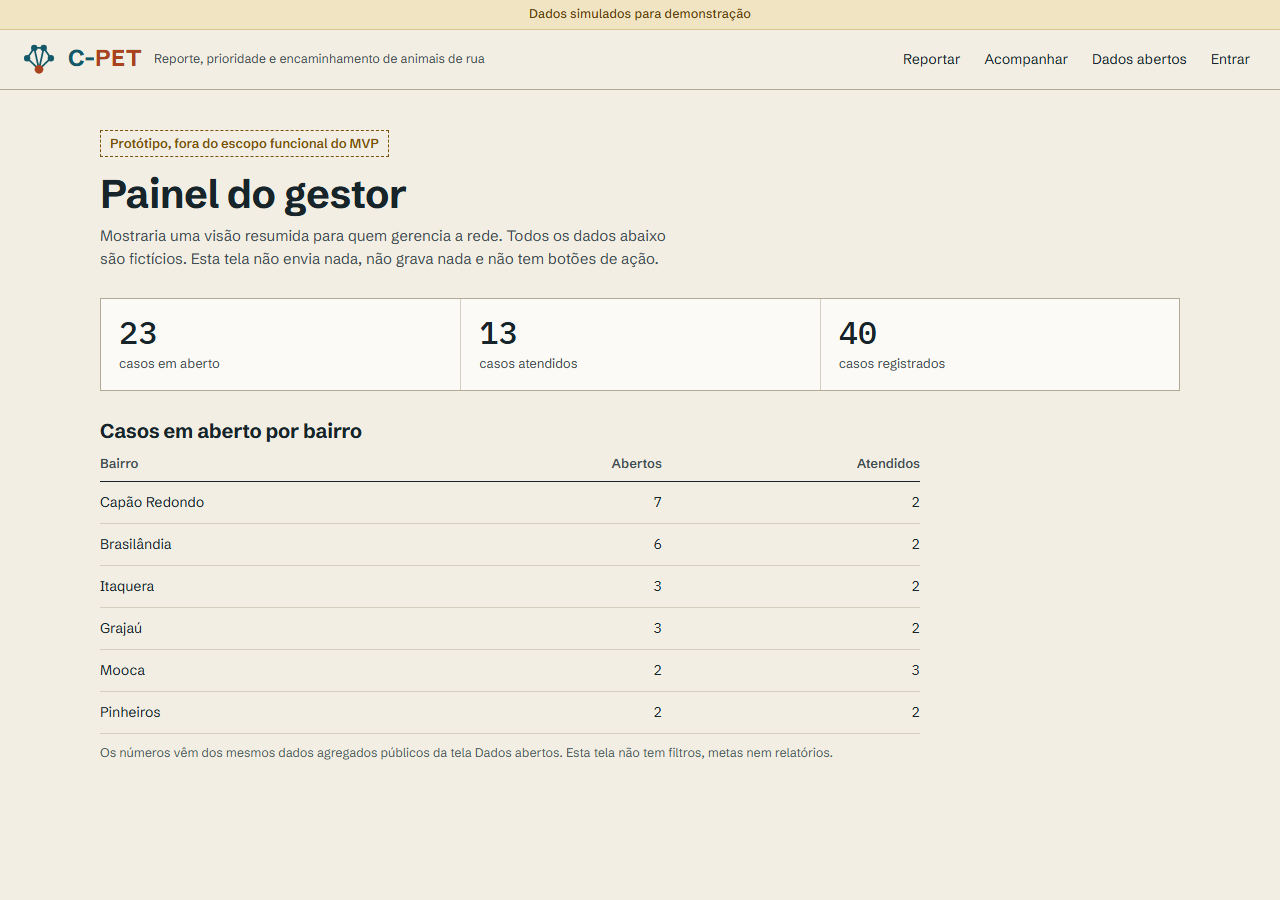 Dados simulados para demonstração
C-PET Reporte, prioridade e encaminhamento de animais de rua Reportar Acompanhar Dados abertos Entrar
Protótipo, fora do escopo funcional do MVP
Painel do gestor
Mostraria uma visão resumida para quem gerencia a rede. Todos os dados abaixo
são fictícios. Esta tela não envia nada, não grava nada e não tem botões de ação.
23 13 40
casos em aberto casos atendidos casos registrados
Casos em aberto por bairro
Bairro Abertos Atendidos
Capão Redondo 7 2
Brasilândia 6 2
Itaquera 3 2
Grajaú 3 2
Mooca 2 3
Pinheiros 2 2
Os números vêm dos mesmos dados agregados públicos da tela Dados abertos. Esta tela não tem filtros, metas nem relatórios.